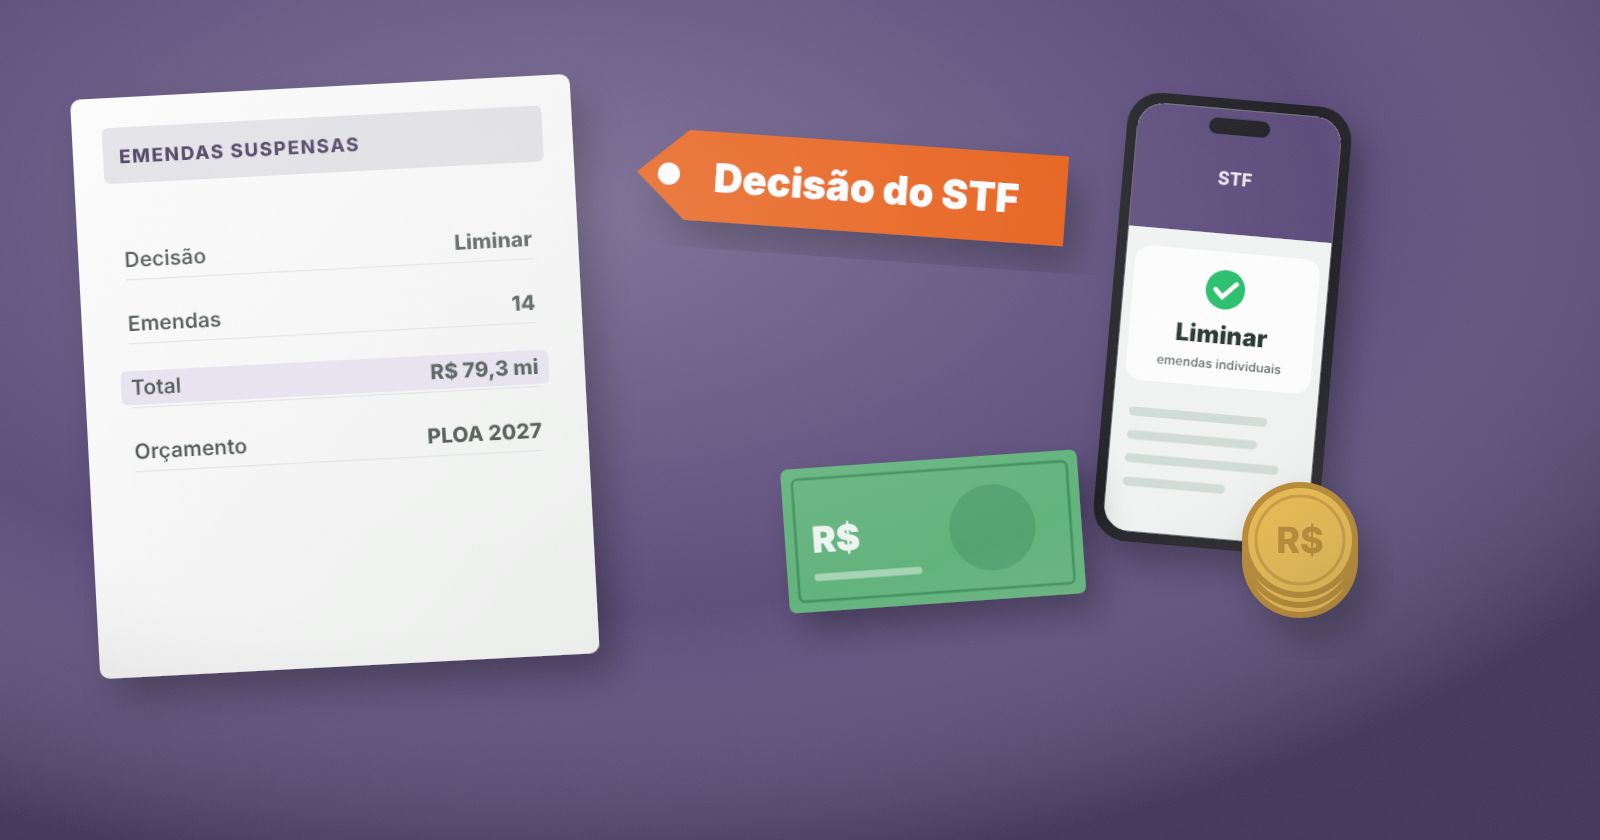 EMENDAS SUSPENSAS
Decisão Liminar
Emendas 14
Total R$ 79,3 mi
Orçamento PLOA 2027
Decisão do STF
STF
Liminar
emendas individuais
R$
R$